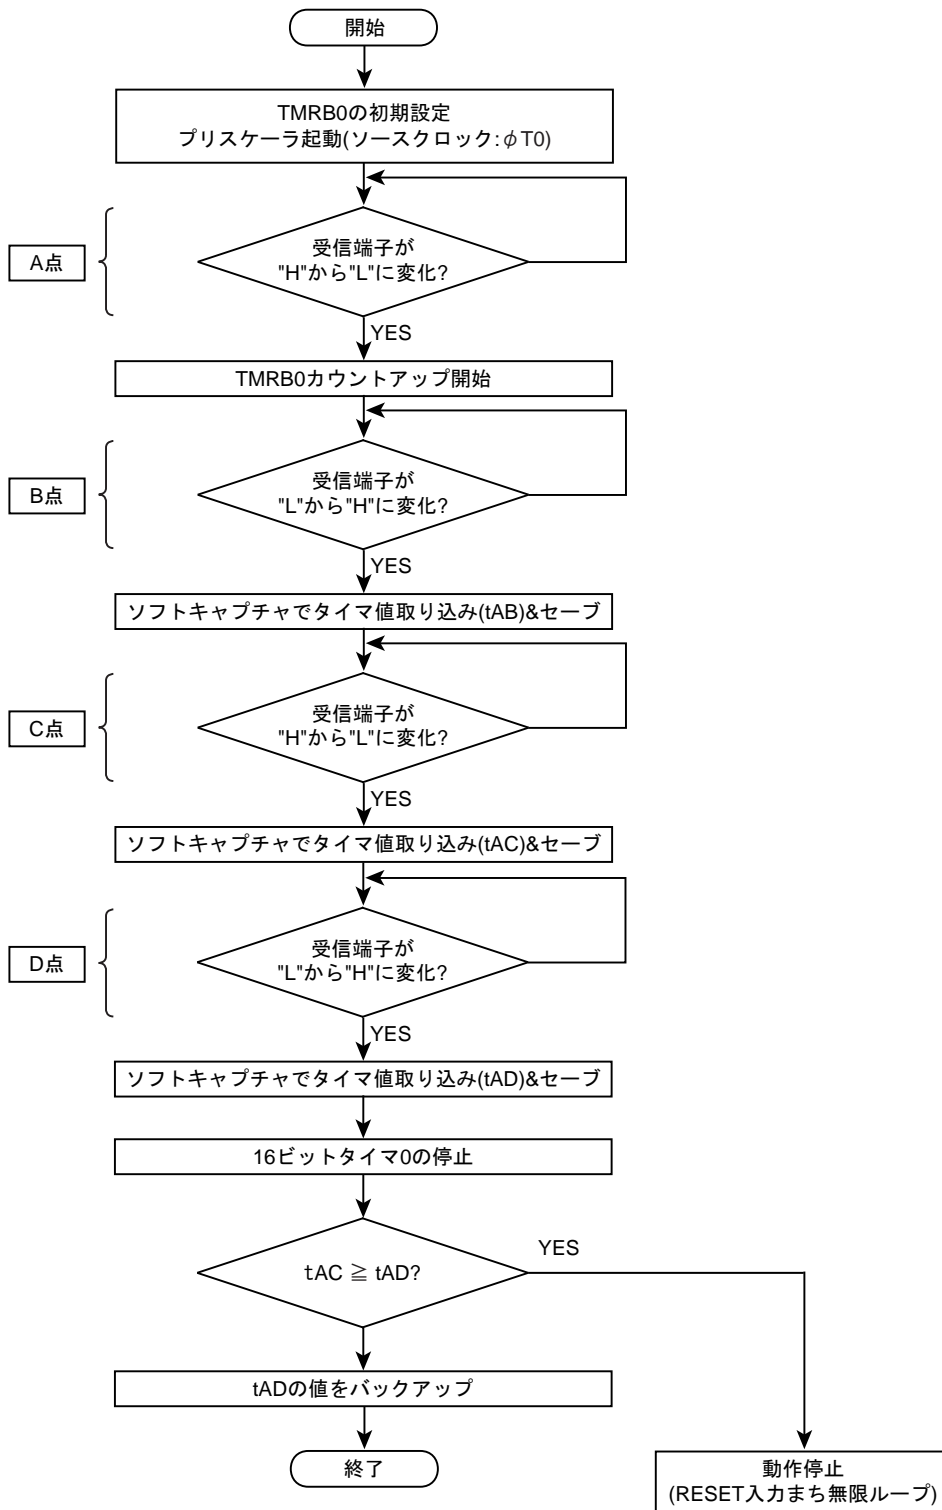 開始
TMRB0の初期設定
プリスケーラ起動(ソースクロック:φT0)
A点
受信端子が
"H"から"L"に変化?
YES
TMRB0カウントアップ開始
B点
受信端子が
"L"から"H"に変化?
YES
ソフトキャプチャでタイマ値取り込み(tAB)&セーブ
C点
受信端子が
"H"から"L"に変化?
YES
ソフトキャプチャでタイマ値取り込み(tAC)&セーブ
D点
受信端子が
"L"から"H"に変化?
YES
ソフトキャプチャでタイマ値取り込み(tAD)&セーブ
16ビットタイマ0の停止
tAC ≧ tAD?
YES
tADの値をバックアップ
終了
動作停止
(RESET入力まち無限ループ)